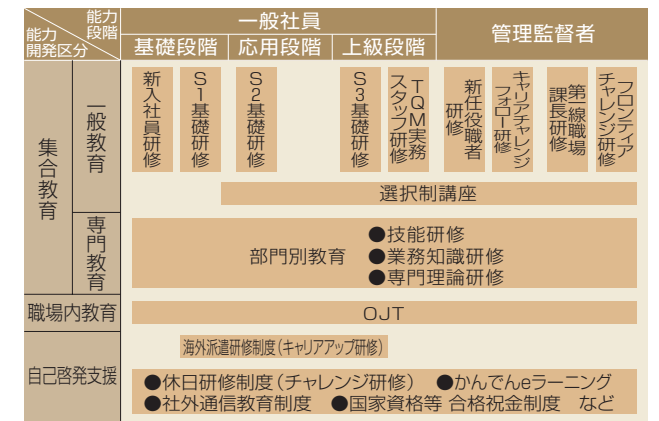 能力
段階
能力
開発区分
一般社員
管理監督者
基礎段階
応用段階
上級段階
集合教育
一般教育
新入社員研修
S1基礎研修
S2基礎研修
S3基礎研修
TQM実務
スタッフ研修
新任役職者
研修
キャリアチャレンジ
フォロー研修
第一線職場
課長研修
フロンティア
チャレンジ研修
選択制講座
専門教育
部門別教育
●技能研修
●業務知識研修
●専門理論研修
職場内教育
OJT
自己啓発支援
海外派遣研修制度(キャリアアップ研修)
●休日研修制度(チャレンジ研修) ●かんでんeラーニング
●社外通信教育制度 ●国家資格等 合格祝金制度 など